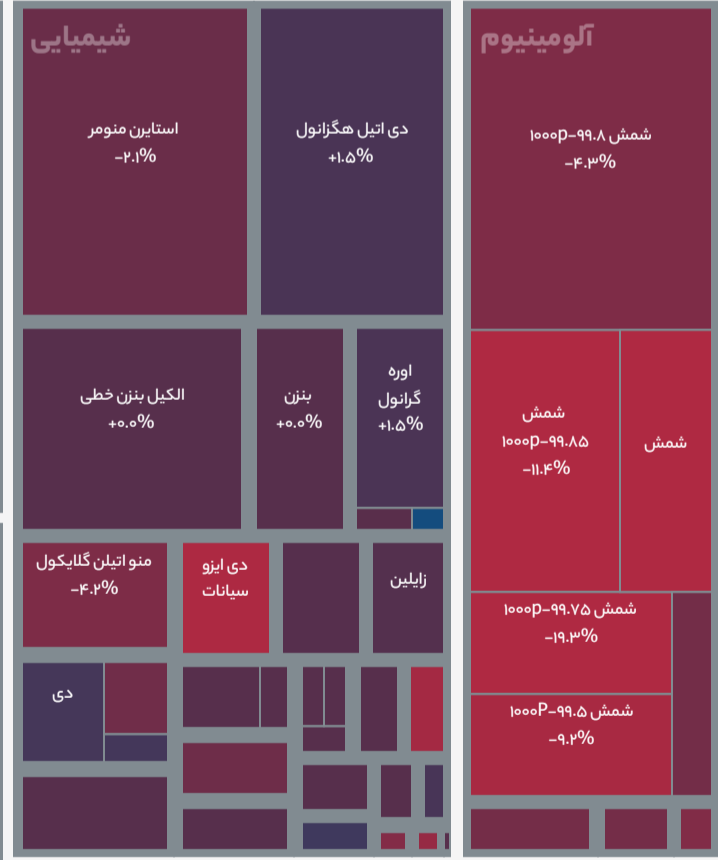 آلومینیوم
شمش ۹۹.۸-۱۰۰۰p
-۴.۳%
شمش
۱۰۰۰p-۹۹.۸۵
-۱۱.۴%
شمش
شمش ۹۹.۷۵-۱۰۰۰p
-۱۹.۳%
شمش ۹۹.۵-۱۰۰۰P
-۹.۲%
شیمیایی
دی اتیل هگزانول
+۱.۵%
استایرن منومر
-۲.۱%
اوره
گرانول
+۱.۵%
بنزن
+۰.۰%
الکیل بنزن خطی
+۰.۰%
زایلین
دی ایزو
سیانات
منو اتیلن گلایکول
-۴.۲%
دی